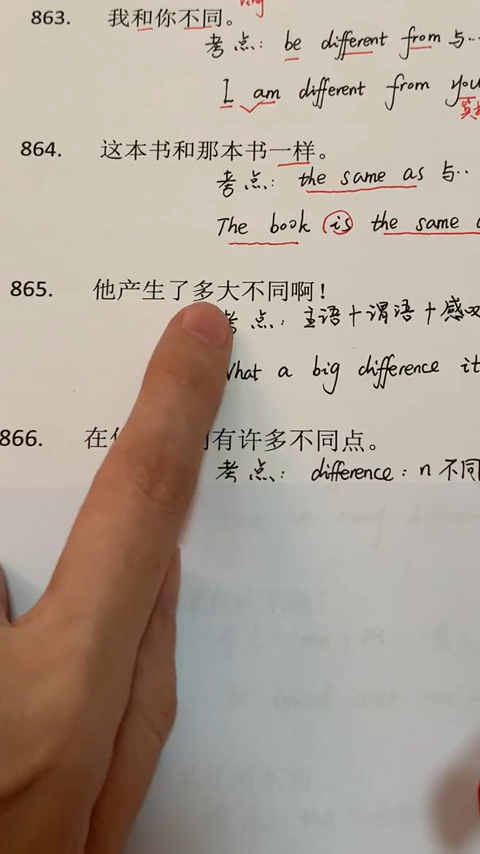 863. 我和你不同。
考点: be different from 与…
I am different from you
864. 这本书和那本书一样。
考点: the same as 与..
The book is the same
865. 他产生了多大不同啊!
考点: 主语+谓语+感叹
What a big difference it
866. 在 有许多不同点。
考点: difference: n 不同